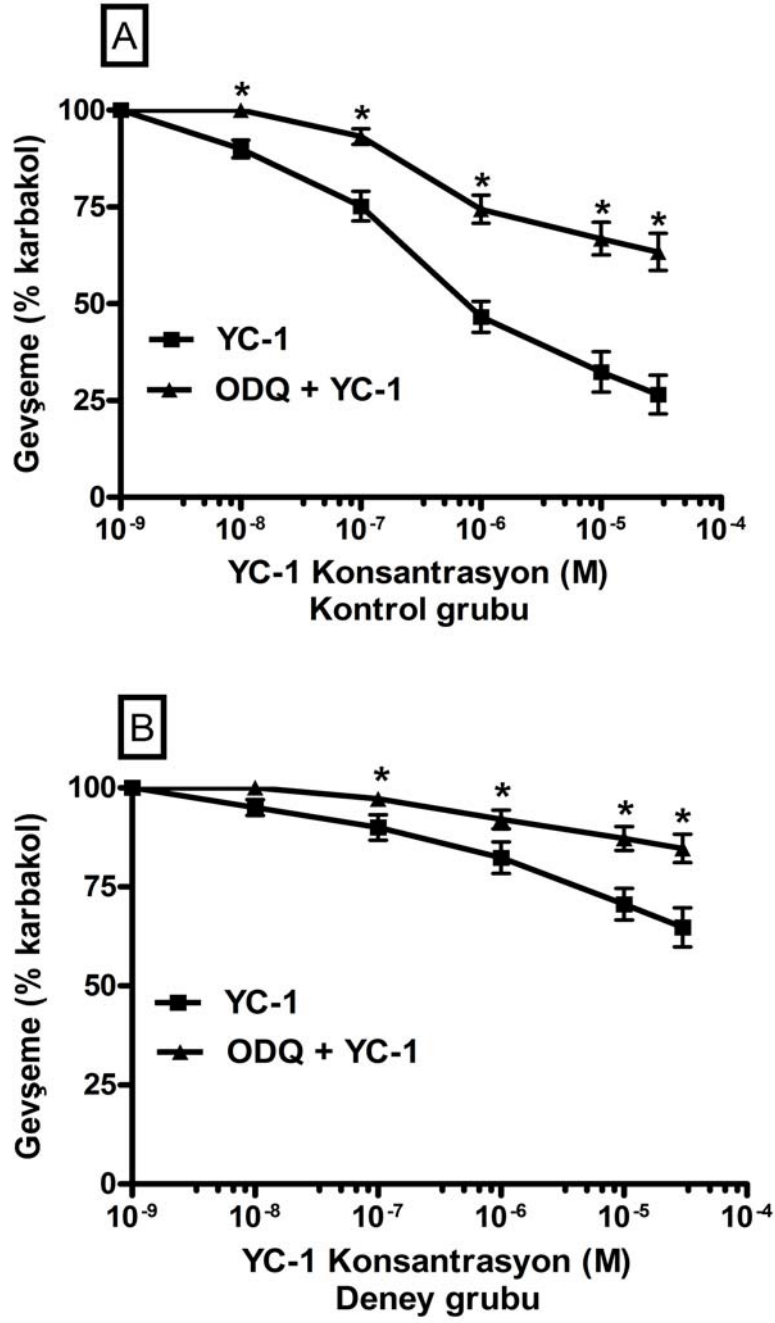 A
Gevşeme (% karbakol)
100
75
50
25
0
* * * * *
YC-1
ODQ + YC-1
10-9 10-8 10-7 10-6 10-5 10-4
YC-1 Konsantrasyon (M)
Kontrol grubu
B
Gevşeme (% karbakol)
100
75
50
25
0
* * * *
YC-1
ODQ + YC-1
10-9 10-8 10-7 10-6 10-5 10-4
YC-1 Konsantrasyon (M)
Deney grubu